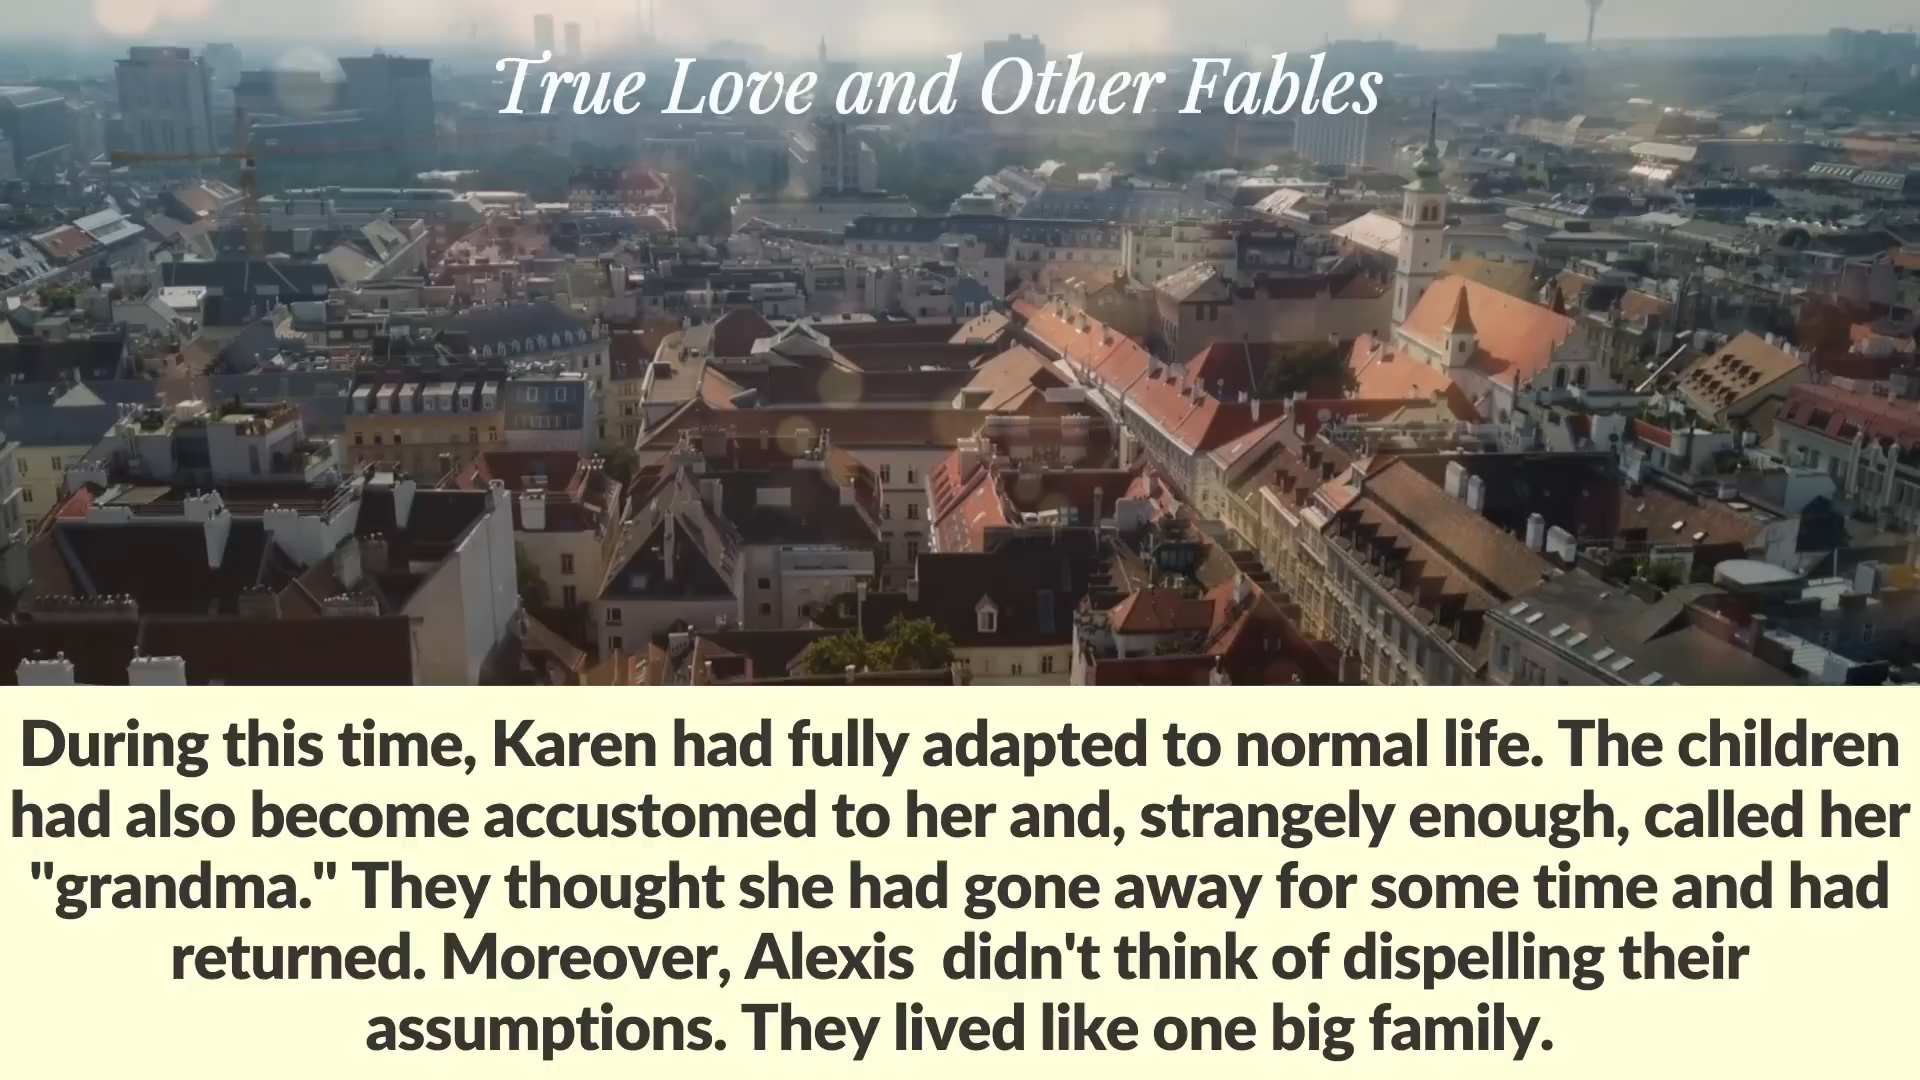 True Love and Other Fables
During this time, Karen had fully adapted to normal life. The children
had also become accustomed to her and, strangely enough, called her
"grandma." They thought she had gone away for some time and had
returned. Moreover, Alexis  didn't think of dispelling their
assumptions. They lived like one big family.